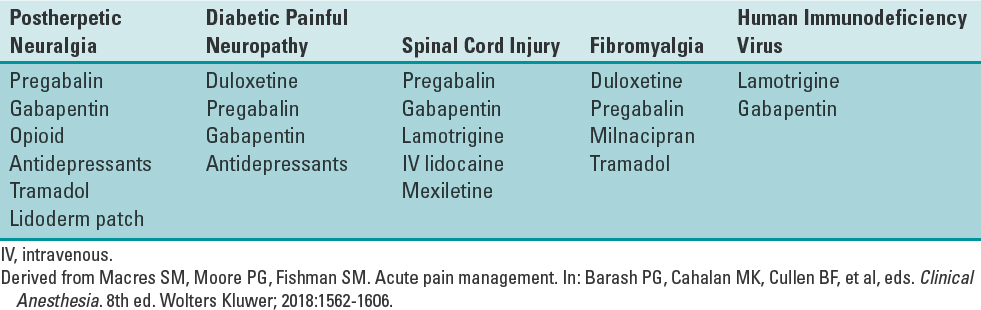 Postherpetic Neuralgia Diabetic Painful Neuropathy Spinal Cord Injury Fibromyalgia Human Immunodeficiency Virus
Pregabalin Duloxetine Pregabalin Duloxetine Lamotrigine
Gabapentin Pregabalin Gabapentin Pregabalin Gabapentin
Opioid Gabapentin Lamotrigine Milnacipran
Antidepressants Antidepressants IV lidocaine Tramadol
Tramadol Mexiletine
Lidoderm patch
IV, intravenous.
Derived from Macres SM, Moore PG, Fishman SM. Acute pain management. In: Barash PG, Cahalan MK, Cullen BF, et al, eds. Clinical
Anesthesia. 8th ed. Wolters Kluwer; 2018:1562-1606.